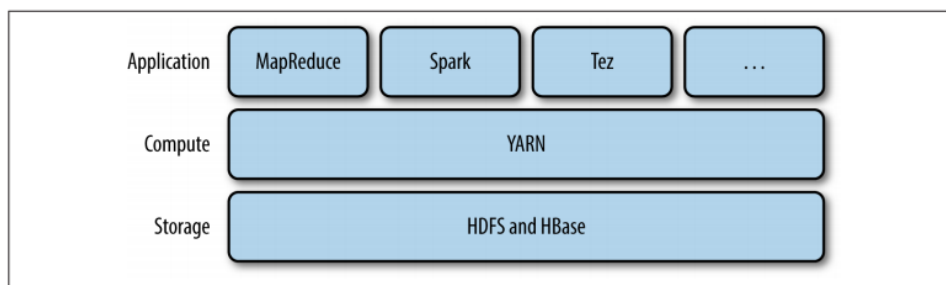 Application MapReduce Spark Tez ...
Compute YARN
Storage HDFS and HBase